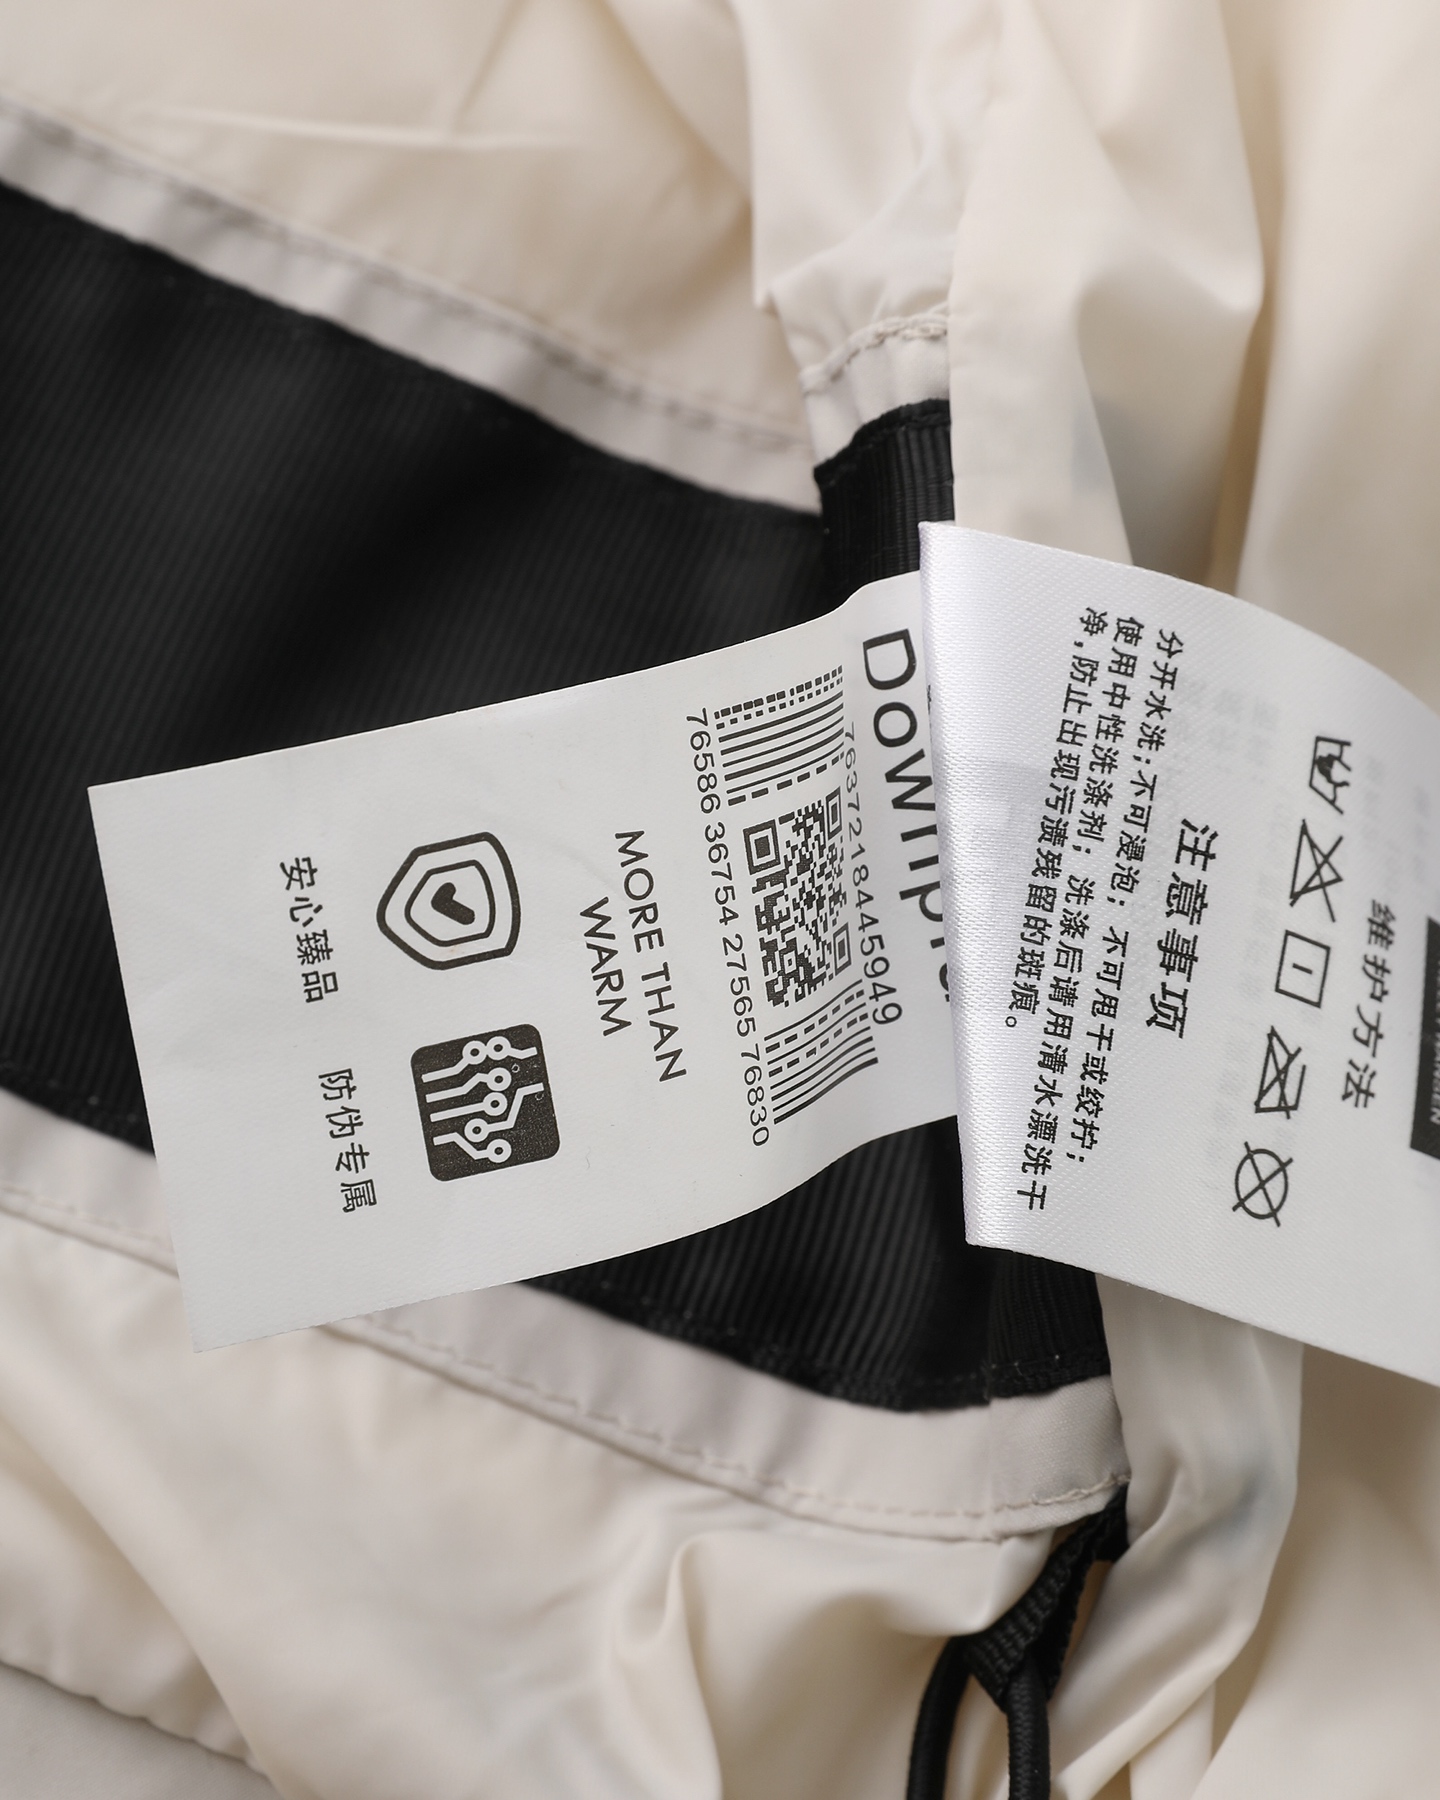 7637218445949
76586 36754 27565 76830
MORE THAN
WARM
安心臻品
防伪专属
维护方法
注意事项
分开水洗；不可浸泡；不可甩干或绞拧；
使用中性洗涤剂；洗涤后请用清水漂洗干
净，防止出现污渍残留的斑痕。